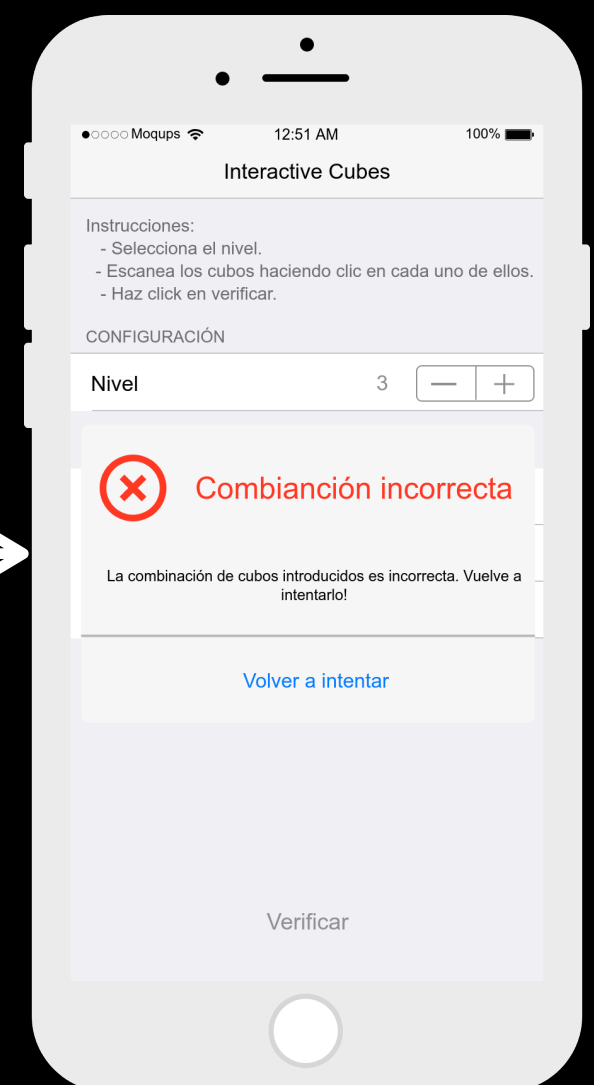 Moqups 12:51 AM 100%
Interactive Cubes
Instrucciones:
- Selecciona el nivel.
- Escanea los cubos haciendo clic en cada uno de ellos.
- Haz click en verificar.
CONFIGURACIÓN
Nivel 3
Combianción incorrecta
La combinación de cubos introducidos es incorrecta. Vuelve a
intentarlo!
Volver a intentar
Verificar